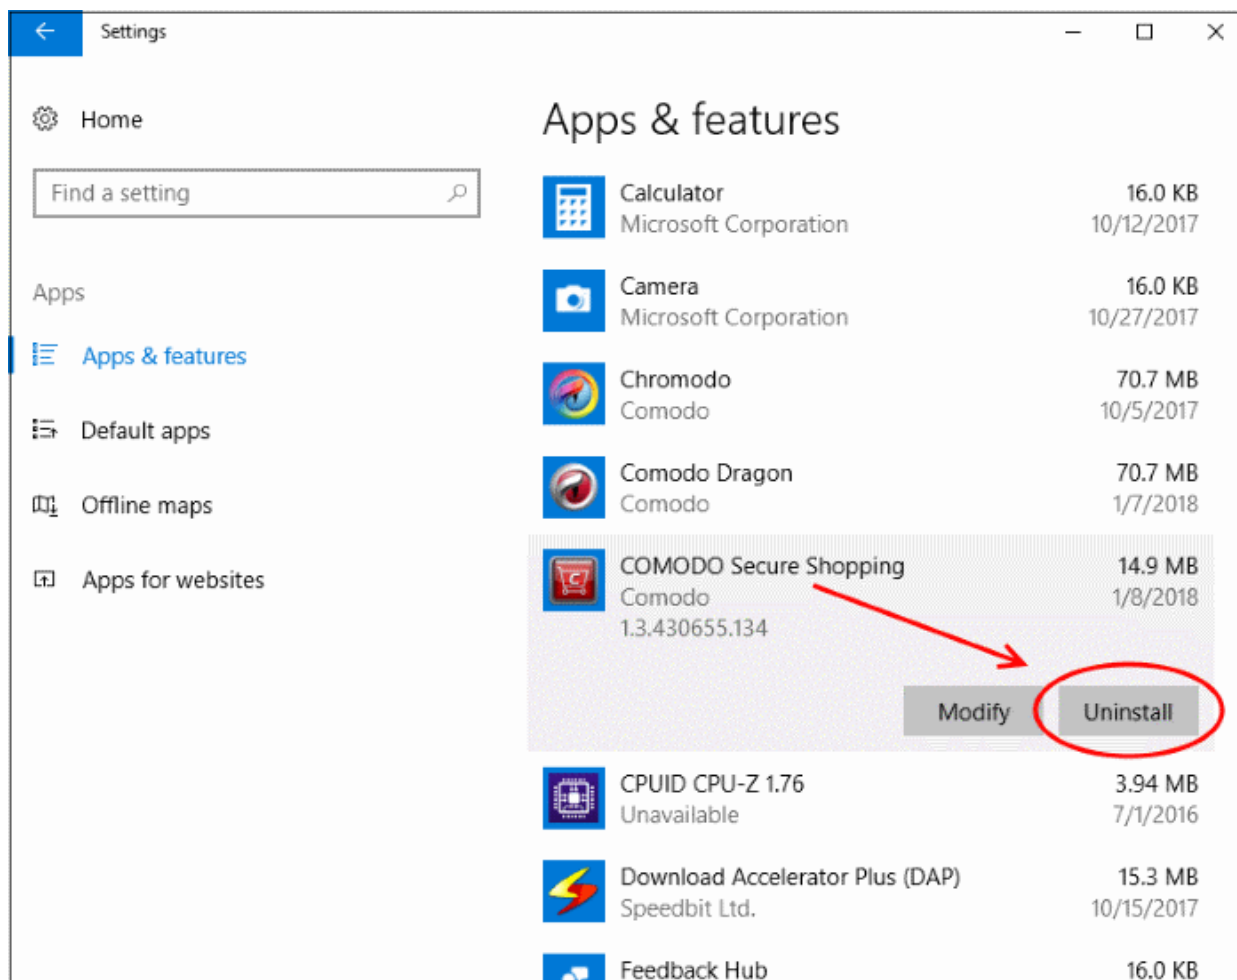 Settings
Home
Find a setting
Apps
Apps & features
Default apps
Offline maps
Apps for websites
Apps & features
Calculator 16.0 KB
Microsoft Corporation 10/12/2017
Camera 16.0 KB
Microsoft Corporation 10/27/2017
Chromodo 70.7 MB
Comodo 10/5/2017
Comodo Dragon 70.7 MB
Comodo 1/7/2018
COMODO Secure Shopping 14.9 MB
Comodo 1/8/2018
1.3.430655.134
Modify Uninstall
CPUID CPU-Z 1.76 3.94 MB
Unavailable 7/1/2016
Download Accelerator Plus (DAP) 15.3 MB
Speedbit Ltd. 10/15/2017
Feedback Hub 16.0 KB